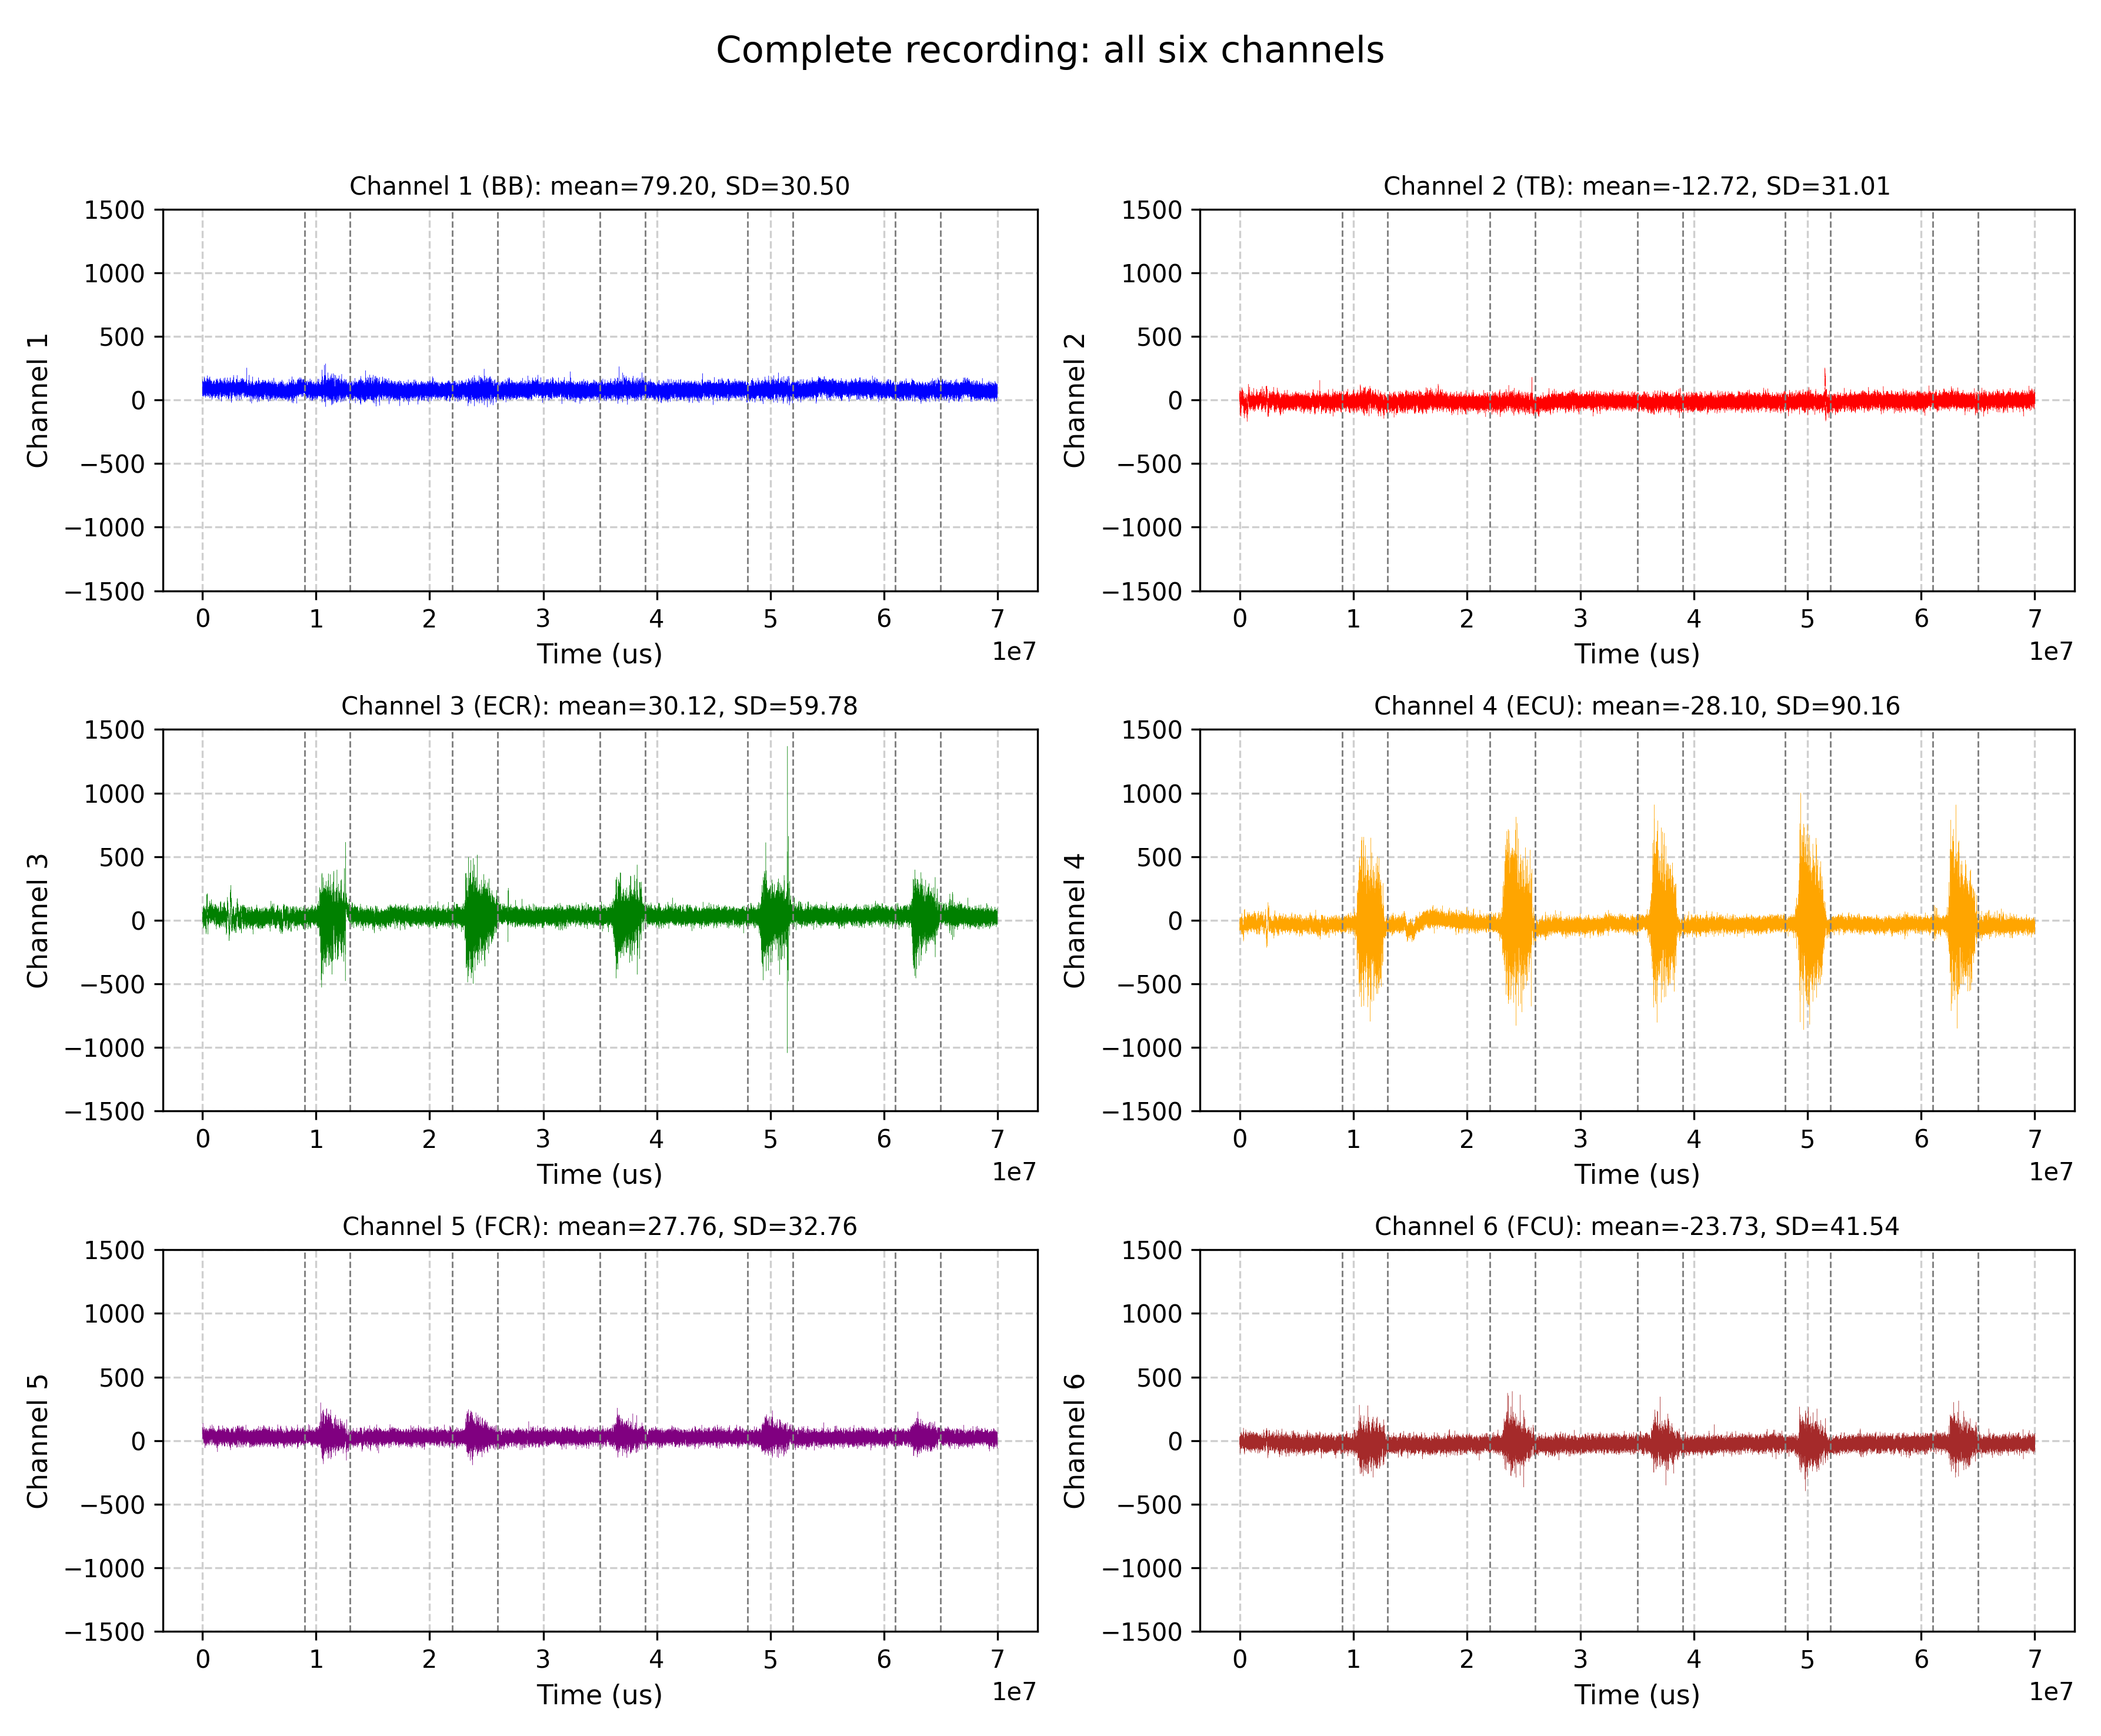 Complete recording: all six channels
Channel 1 (BB): mean=79.20, SD=30.50
1500
1000
500
0
−500
−1000
−1500
Channel 1
0 1 2 3 4 5 6 7
Time (us)
1e7
Channel 2 (TB): mean=-12.72, SD=31.01
1500
1000
500
0
−500
−1000
−1500
Channel 2
0 1 2 3 4 5 6 7
Time (us)
1e7
Channel 3 (ECR): mean=30.12, SD=59.78
1500
1000
500
0
−500
−1000
−1500
Channel 3
0 1 2 3 4 5 6 7
Time (us)
1e7
Channel 4 (ECU): mean=-28.10, SD=90.16
1500
1000
500
0
−500
−1000
−1500
Channel 4
0 1 2 3 4 5 6 7
Time (us)
1e7
Channel 5 (FCR): mean=27.76, SD=32.76
1500
1000
500
0
−500
−1000
−1500
Channel 5
0 1 2 3 4 5 6 7
Time (us)
1e7
Channel 6 (FCU): mean=-23.73, SD=41.54
1500
1000
500
0
−500
−1000
−1500
Channel 6
0 1 2 3 4 5 6 7
Time (us)
1e7